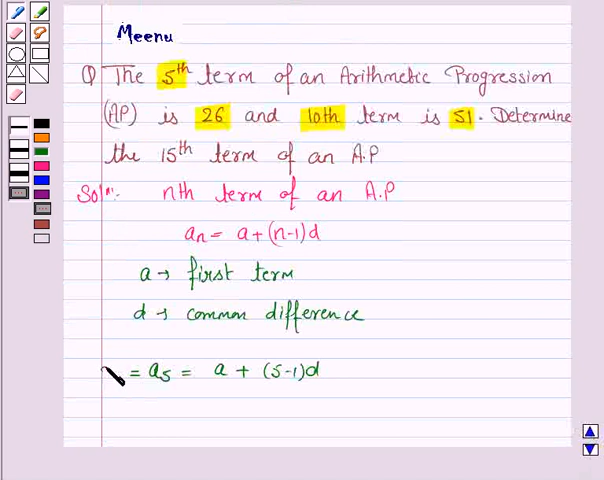 Meenu
Q The 5th term of an Arithmetic Progression
(AP) is 26 and 10th term is 51. Determine
the 15th term of an A.P
Solⁿ:- nth term of an A.P
an = a + (n-1)d
a → first term
d → common difference
= a5 = a + (5-1)d